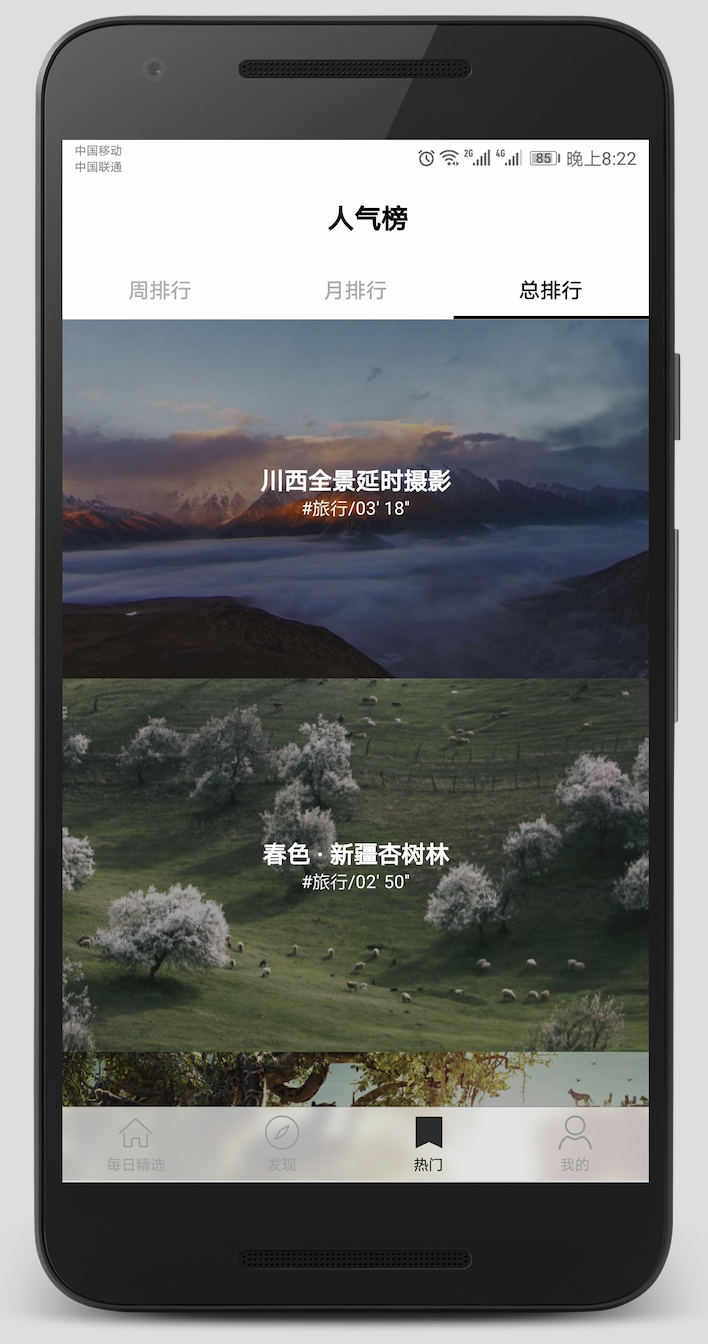 中国移动
中国联通
2G 4G 85 晚上8:22
人气榜
周排行 月排行 总排行
川西全景延时摄影
#旅行/03' 18"
春色 · 新疆杏树林
#旅行/02' 50"
每日精选 发现 热门 我的